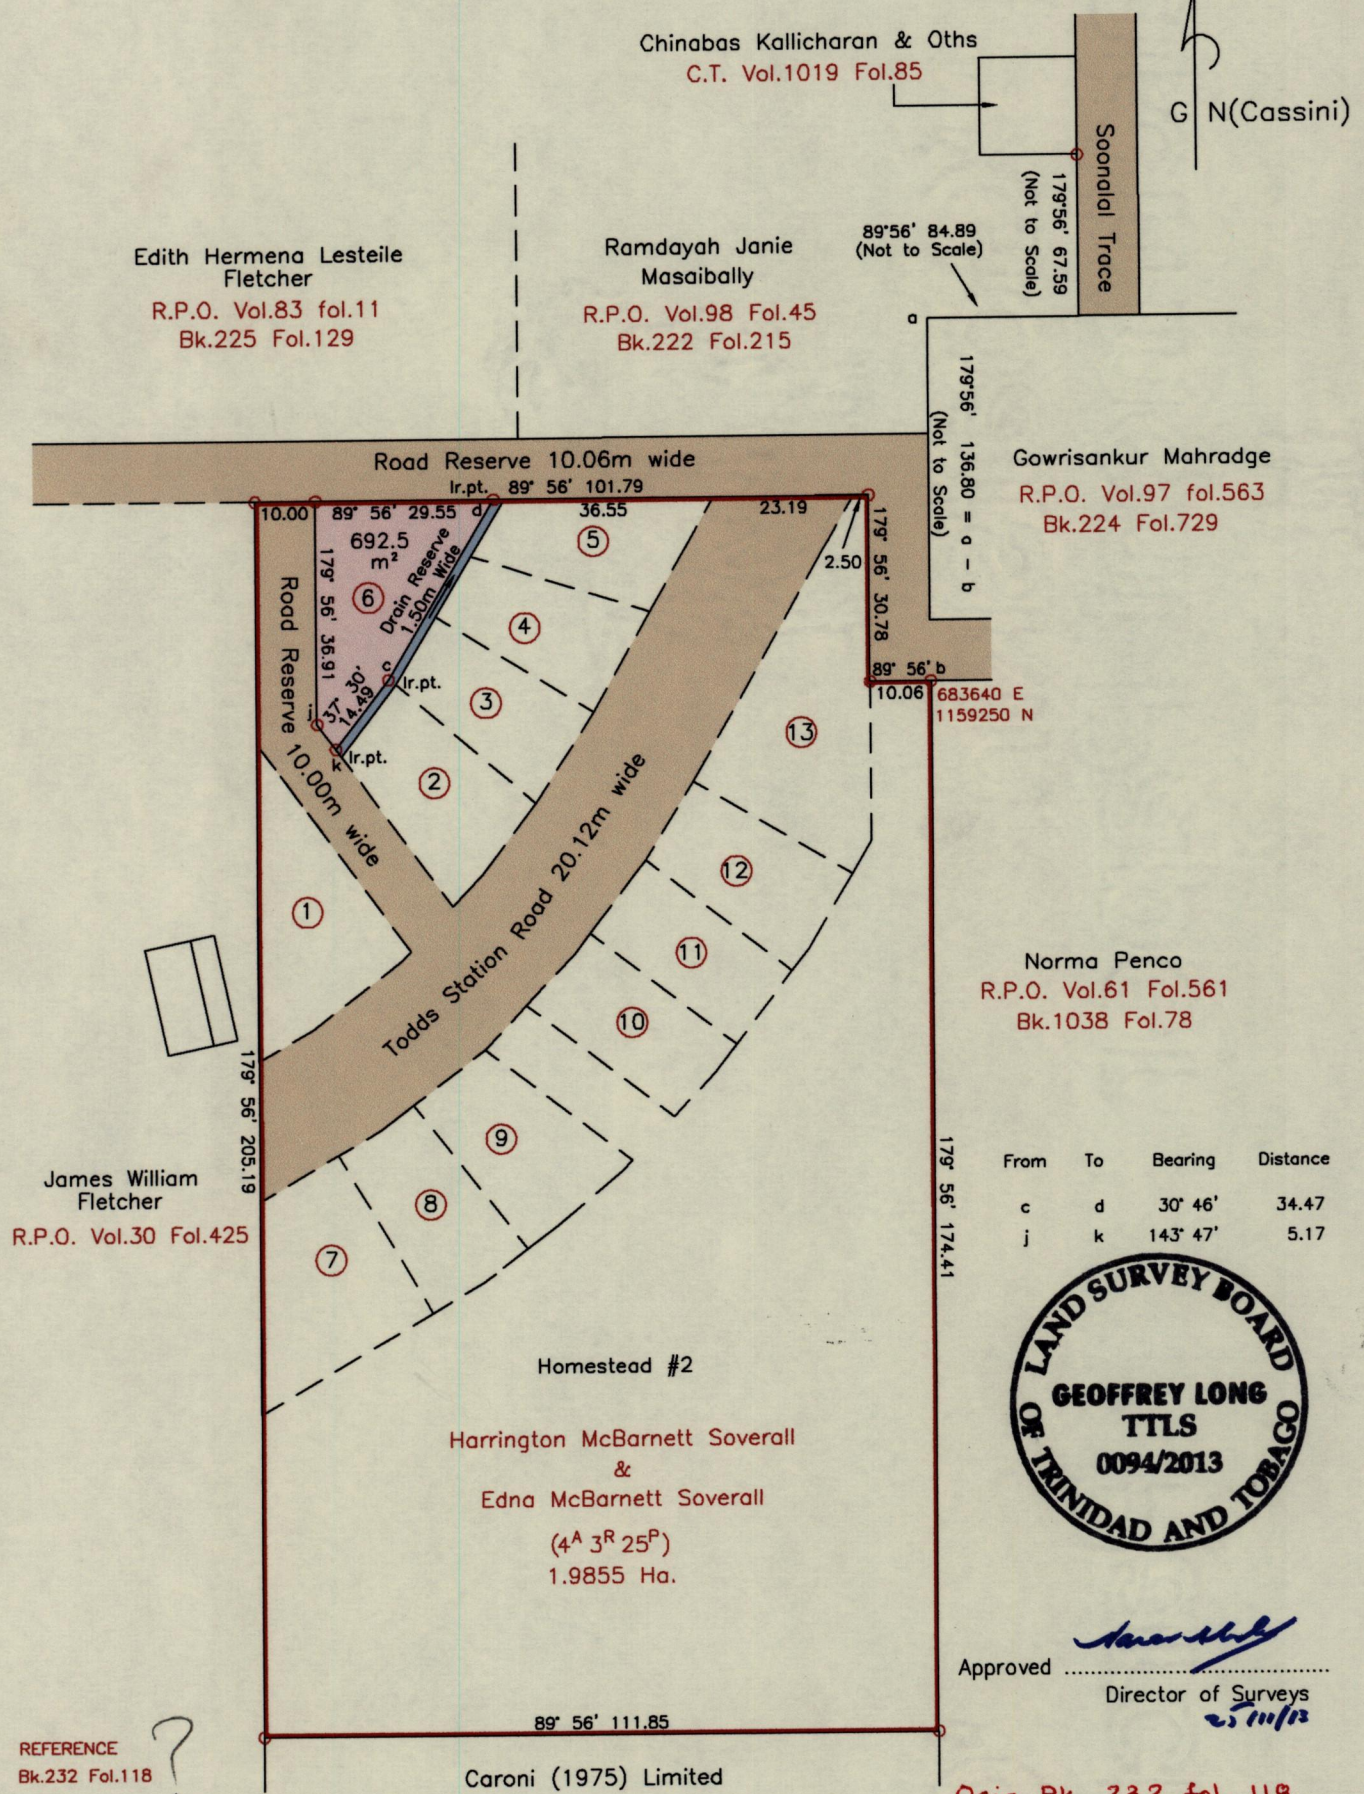 Chinabas Kallicharan & Oths
C.T. Vol.1019 Fol.85
G N(Cassini)
Soonalal Trace
179°56' 67.59
(Not to Scale)
89°56' 84.89
(Not to Scale)
Edith Hermena Lesteile
Fletcher
R.P.O. Vol.83 fol.11
Bk.225 Fol.129
Ramdayah Janie
Masaibally
R.P.O. Vol.98 Fol.45
Bk.222 Fol.215
a
179°56' 136.80 = a - b
(Not to Scale)
Gowrisankur Mahradge
R.P.O. Vol.97 fol.563
Bk.224 Fol.729
Road Reserve 10.06m wide
Ir.pt. 89° 56' 101.79
10.00 89° 56' 29.55 d 36.55 23.19
692.5
m²
5
2.50
179° 56' 30.78
Road Reserve 10.00m wide
179° 56' 36.91
6
Drain Reserve
1.50m Wide
4
c
Ir.pt.
37° 30'
14.49
j
k
Ir.pt.
3
89° 56' b
10.06
683640 E
1159250 N
13
2
Todds Station Road 20.12m wide
12
1
11
10
Norma Penco
R.P.O. Vol.61 Fol.561
Bk.1038 Fol.78
179° 56' 205.19
9
8
7
James William
Fletcher
R.P.O. Vol.30 Fol.425
179° 56' 174.41
From To Bearing Distance
c d 30° 46' 34.47
j k 143° 47' 5.17
LAND SURVEY BOARD
OF TRINIDAD AND TOBAGO
GEOFFREY LONG
TTLS
0094/2013
Homestead #2
Harrington McBarnett Soverall
&
Edna McBarnett Soverall
(4ᴬ 3ᴿ 25ᴾ)
1.9855 Ha.
Approved
Director of Surveys
89° 56' 111.85
REFERENCE
Bk.232 Fol.118
?
Caroni (1975) Limited
Bk. 232 fol. 118